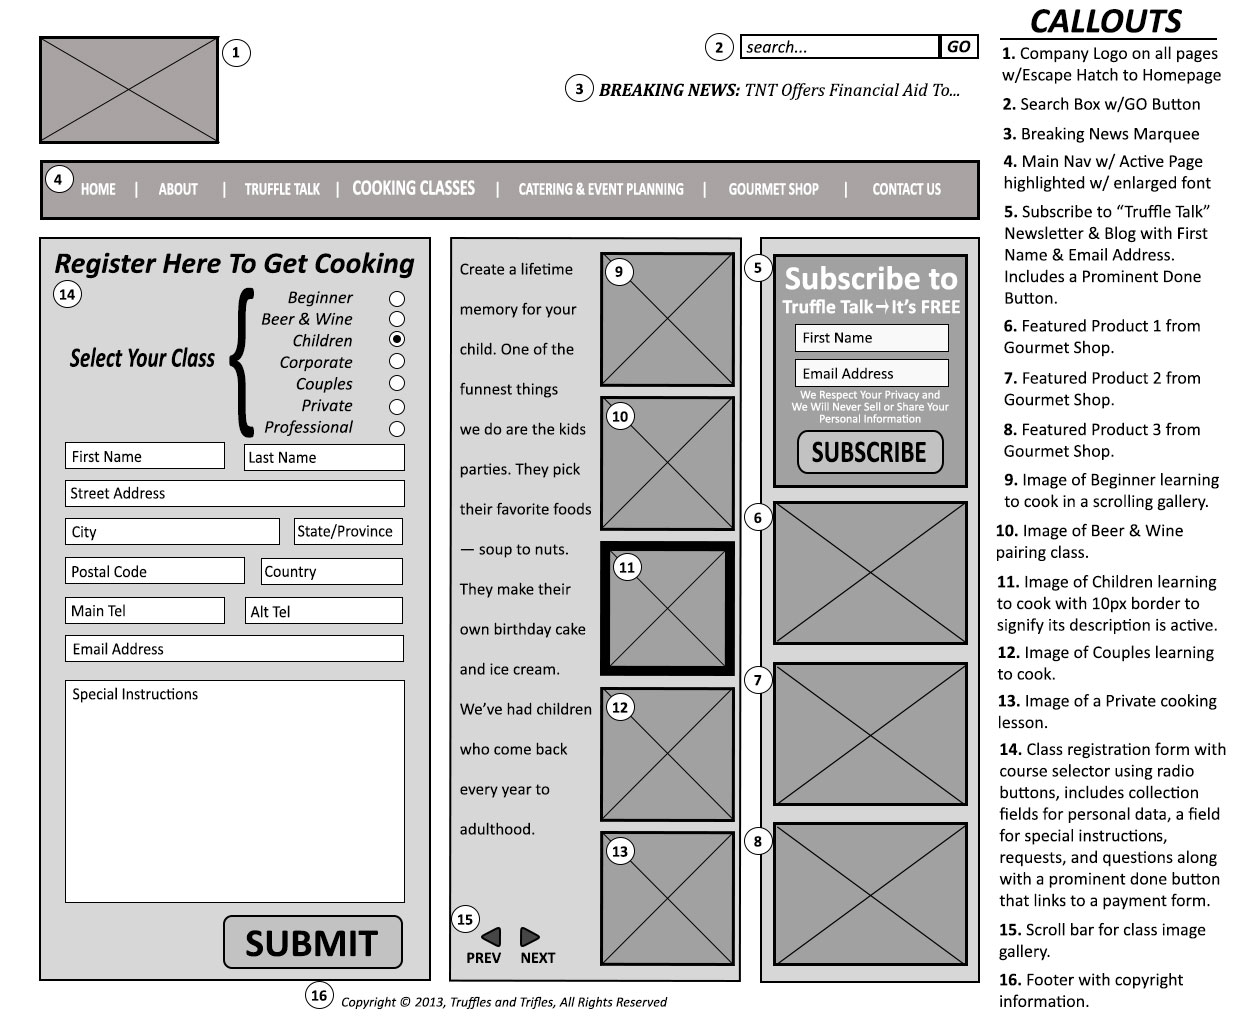 1
2
search...
GO
3
BREAKING NEWS: TNT Offers Financial Aid To...
4
HOME | ABOUT | TRUFFLE TALK | COOKING CLASSES | CATERING & EVENT PLANNING | GOURMET SHOP | CONTACT US
Register Here To Get Cooking
14
Select Your Class {
Beginner
Beer & Wine
Children
Corporate
Couples
Private
Professional
First Name
Last Name
Street Address
City
State/Province
Postal Code
Country
Main Tel
Alt Tel
Email Address
Special Instructions
SUBMIT
Create a lifetime
memory for your
child. One of the
funnest things
we do are the kids
parties. They pick
their favorite foods
— soup to nuts.
They make their
own birthday cake
and ice cream.
We've had children
who come back
every year to
adulthood.
15
PREV
NEXT
9
10
11
12
13
5
Subscribe to
Truffle Talk→It's FREE
First Name
Email Address
We Respect Your Privacy and
We Will Never Sell or Share Your
Personal Information
SUBSCRIBE
6
7
8
16
Copyright © 2013, Truffles and Trifles, All Rights Reserved
CALLOUTS
1. Company Logo on all pages
w/Escape Hatch to Homepage
2. Search Box w/GO Button
3. Breaking News Marquee
4. Main Nav w/ Active Page
highlighted w/ enlarged font
5. Subscribe to “Truffle Talk”
Newsletter & Blog with First
Name & Email Address.
Includes a Prominent Done
Button.
6. Featured Product 1 from
Gourmet Shop.
7. Featured Product 2 from
Gourmet Shop.
8. Featured Product 3 from
Gourmet Shop.
9. Image of Beginner learning
to cook in a scrolling gallery.
10. Image of Beer & Wine
pairing class.
11. Image of Children learning
to cook with 10px border to
signify its description is active.
12. Image of Couples learning
to cook.
13. Image of a Private cooking
lesson.
14. Class registration form with
course selector using radio
buttons, includes collection
fields for personal data, a field
for special instructions,
requests, and questions along
with a prominent done button
that links to a payment form.
15. Scroll bar for class image
gallery.
16. Footer with copyright
information.